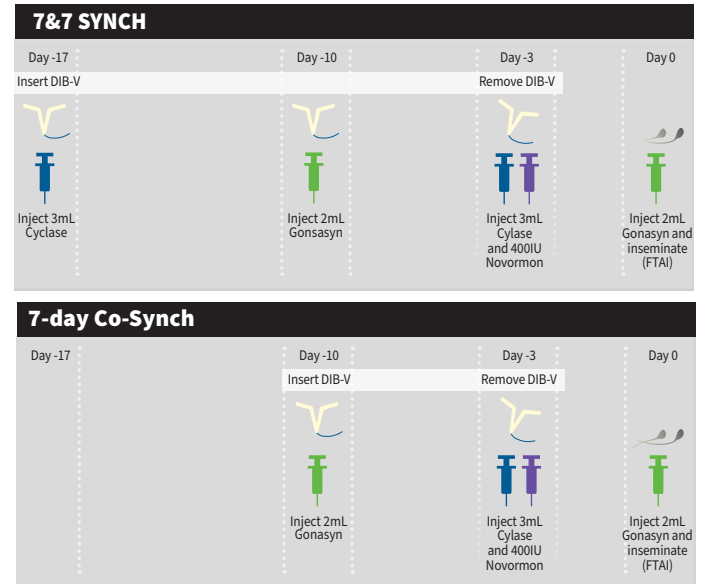 7&7 SYNCH
Day -17 Day -10 Day -3 Day 0
Insert DIB-V Remove DIB-V
Inject 3mL
Cyclase
Inject 2mL
Gonsasyn
Inject 3mL
Cylase
and 400IU
Novormon
Inject 2mL
Gonasyn and
inseminate
(FTAI)
7-day Co-Synch
Day -17 Day -10 Day -3 Day 0
Insert DIB-V Remove DIB-V
Inject 2mL
Gonasyn
Inject 3mL
Cylase
and 400IU
Novormon
Inject 2mL
Gonasyn and
inseminate
(FTAI)